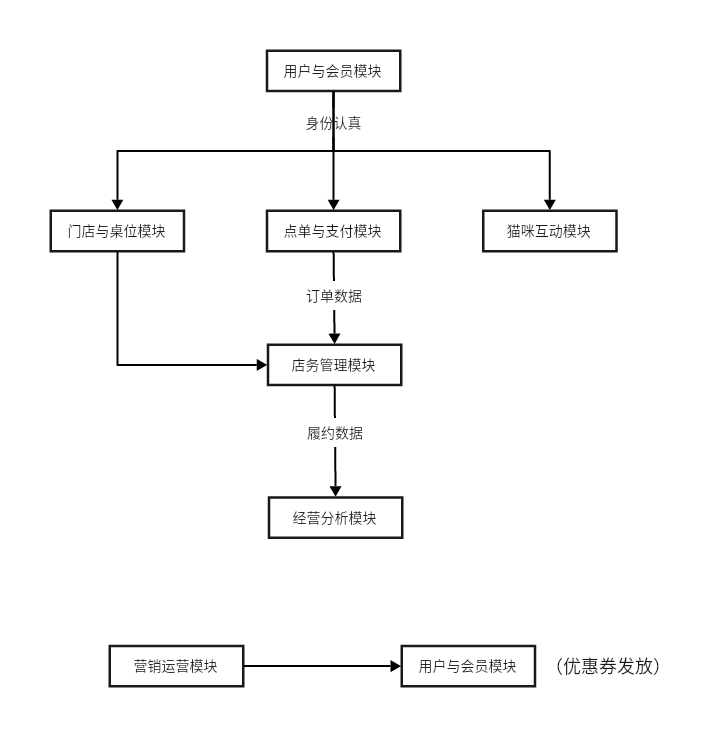 用户与会员模块
身份认真
门店与桌位模块
点单与支付模块
猫咪互动模块
订单数据
店务管理模块
履约数据
经营分析模块
营销运营模块
用户与会员模块
（优惠券发放）